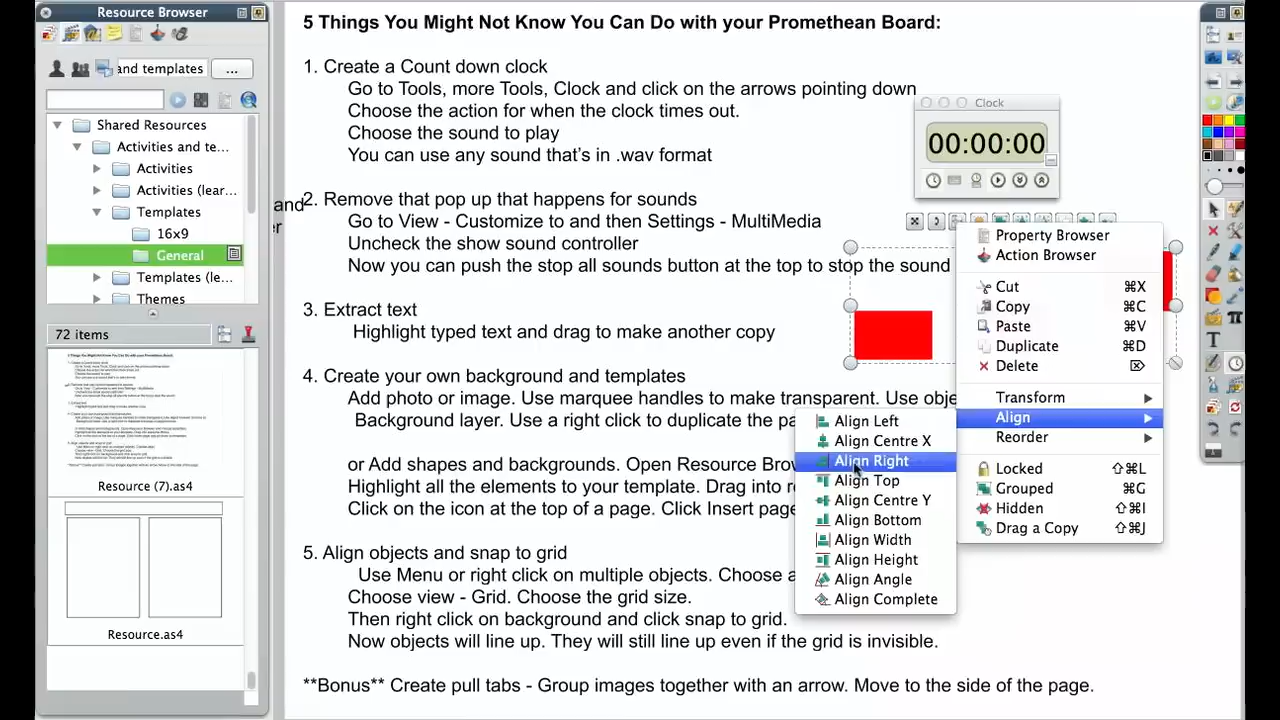 Resource Browser
and templates
...
Shared Resources
Activities and te...
Activities
Activities (lear...
Templates
16x9
General
Templates (le...
Themes
72 items
Resource (7).as4
Resource.as4
and
er
5 Things You Might Not Know You Can Do with your Promethean Board:
1. Create a Count down clock
Go to Tools, more Tools, Clock and click on the arrows pointing down
Choose the action for when the clock times out.
Choose the sound to play
You can use any sound that's in .wav format
2. Remove that pop up that happens for sounds
Go to View - Customize to and then Settings - MultiMedia
Uncheck the show sound controller
Now you can push the stop all sounds button at the top to stop the sound
3. Extract text
Highlight typed text and drag to make another copy
4. Create your own background and templates
Add photo or image. Use marquee handles to make transparent. Use obje
Background layer. Use a right click to duplicate the pa
or Add shapes and backgrounds. Open Resource Brow
Highlight all the elements to your template. Drag into r
Click on the icon at the top of a page. Click Insert page
5. Align objects and snap to grid
Use Menu or right click on multiple objects. Choose a
Choose view - Grid. Choose the grid size.
Then right click on background and click snap to grid.
Now objects will line up. They will still line up even if the grid is invisible.
**Bonus** Create pull tabs - Group images together with an arrow. Move to the side of the page.
Clock
00:00:00
Property Browser
Action Browser
Cut ⌘X
Copy ⌘C
Paste ⌘V
Duplicate ⌘D
Delete ⌦
Transform
Align
Reorder
Locked ⇧⌘L
Grouped ⌘G
Hidden ⇧⌘I
Drag a Copy ⇧⌘J
Align Left
Align Centre X
Align Right
Align Top
Align Centre Y
Align Bottom
Align Width
Align Height
Align Angle
Align Complete